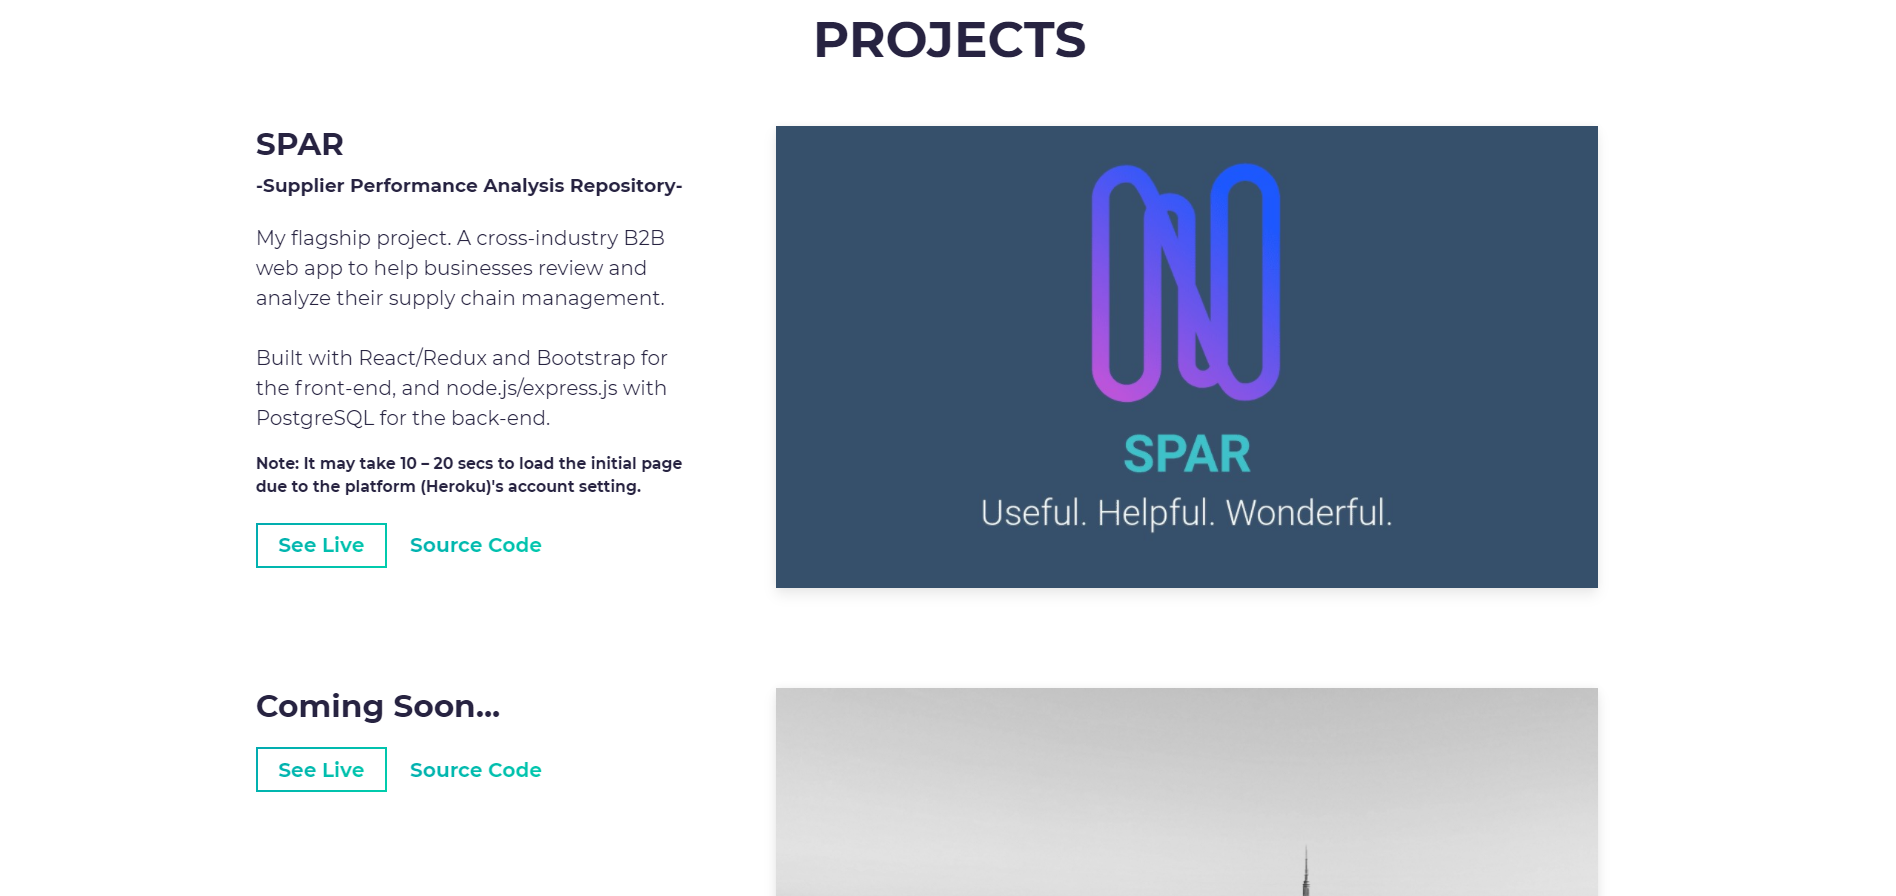 PROJECTS
SPAR
-Supplier Performance Analysis Repository-
My flagship project. A cross-industry B2B
web app to help businesses review and
analyze their supply chain management.
Built with React/Redux and Bootstrap for
the front-end, and node.js/express.js with
PostgreSQL for the back-end.
Note: It may take 10 – 20 secs to load the initial page
due to the platform (Heroku)'s account setting.
See Live
Source Code
SPAR
Useful. Helpful. Wonderful.
Coming Soon...
See Live
Source Code